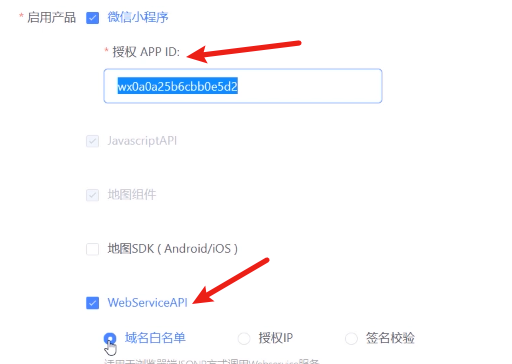 * 启用产品 微信小程序
* 授权 APP ID:
wx0a0a25b6cbb0e5d2
JavascriptAPI
地图组件
地图SDK ( Android/iOS )
WebServiceAPI
域名白名单 授权IP 签名校验